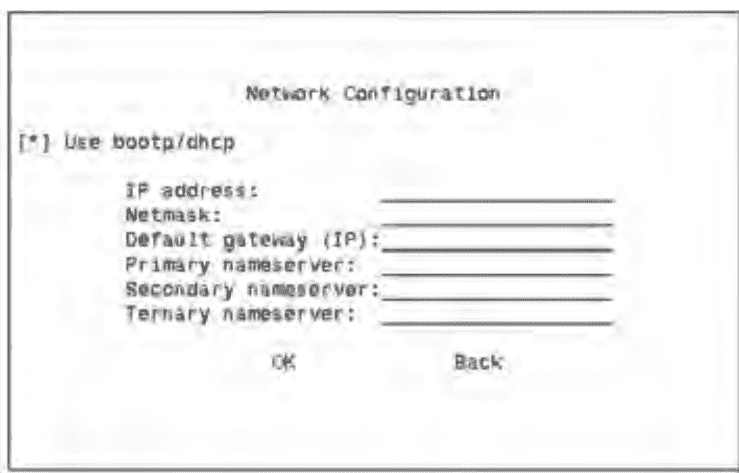 Network Configuration
[*] Use bootp/dhcp
IP address:
Netmask:
Default gateway (IP):
Primary nameserver:
Secondary nameserver:
Ternary nameserver:
OK Back